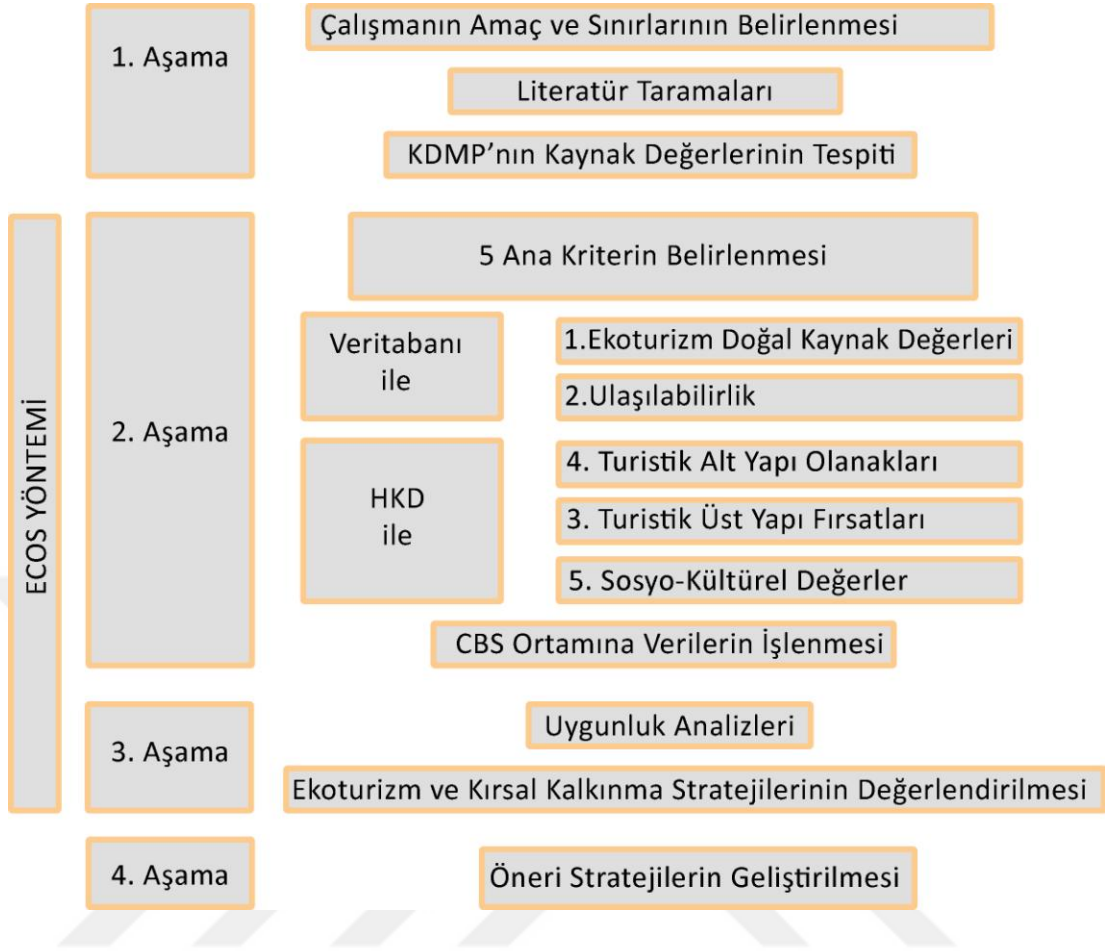 1. Aşama
Çalışmanın Amaç ve Sınırlarının Belirlenmesi
Literatür Taramaları
KDMP’nın Kaynak Değerlerinin Tespiti
ECOS YÖNTEMİ
2. Aşama
5 Ana Kriterin Belirlenmesi
Veritabanı
ile
1.Ekoturizm Doğal Kaynak Değerleri
2.Ulaşılabilirlik
HKD
ile
4. Turistik Alt Yapı Olanakları
3. Turistik Üst Yapı Fırsatları
5. Sosyo-Kültürel Değerler
CBS Ortamına Verilerin İşlenmesi
3. Aşama
Uygunluk Analizleri
Ekoturizm ve Kırsal Kalkınma Stratejilerinin Değerlendirilmesi
4. Aşama
Öneri Stratejilerin Geliştirilmesi